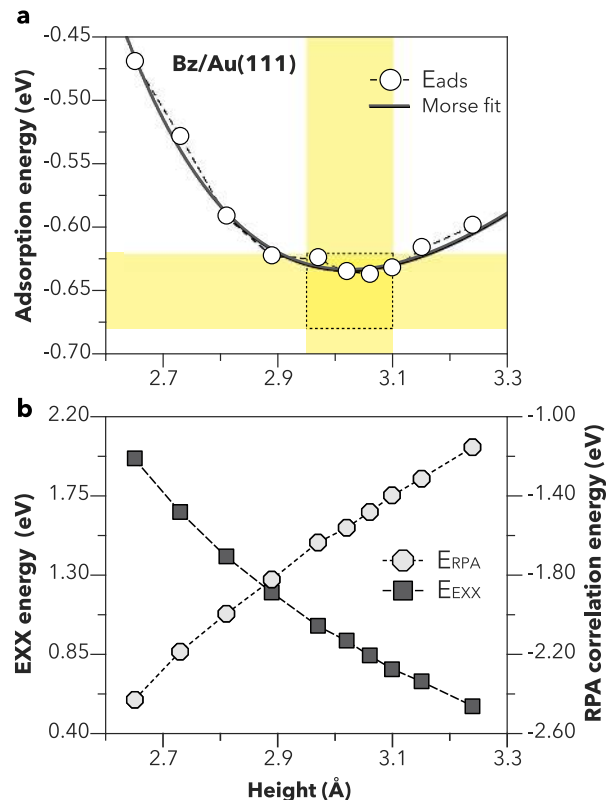 a
-0.45
-0.50
-0.55
-0.60
-0.65
-0.70
Adsorption energy (eV)
Bz/Au(111)
Eads
Morse fit
2.7 2.9 3.1 3.3
b
2.20
1.75
1.30
0.85
0.40
EXX energy (eV)
-1.00
-1.40
-1.80
-2.20
-2.60
RPA correlation energy (eV)
ERPA
EEXX
2.7 2.9 3.1 3.3
Height (Å)